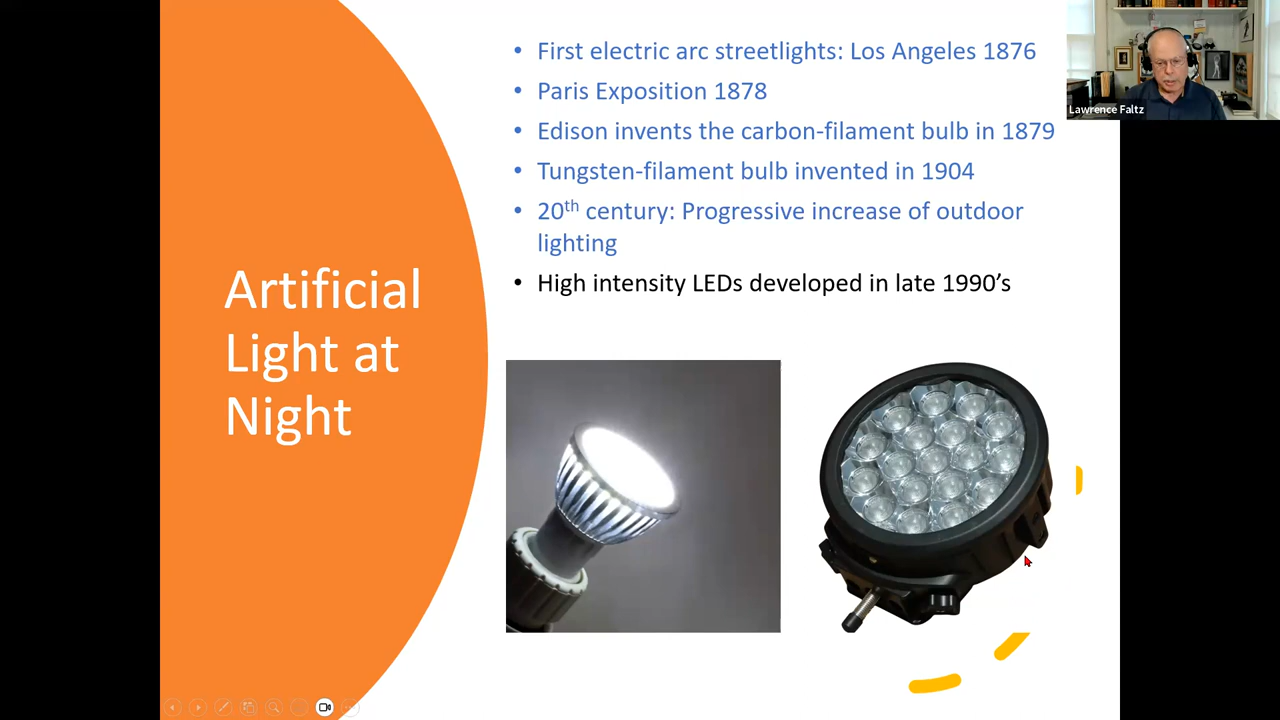 Artificial
Light at
Night
• First electric arc streetlights: Los Angeles 1876
• Paris Exposition 1878
• Edison invents the carbon-filament bulb in 1879
• Tungsten-filament bulb invented in 1904
• 20th century: Progressive increase of outdoor
lighting
• High intensity LEDs developed in late 1990’s
Lawrence Faltz